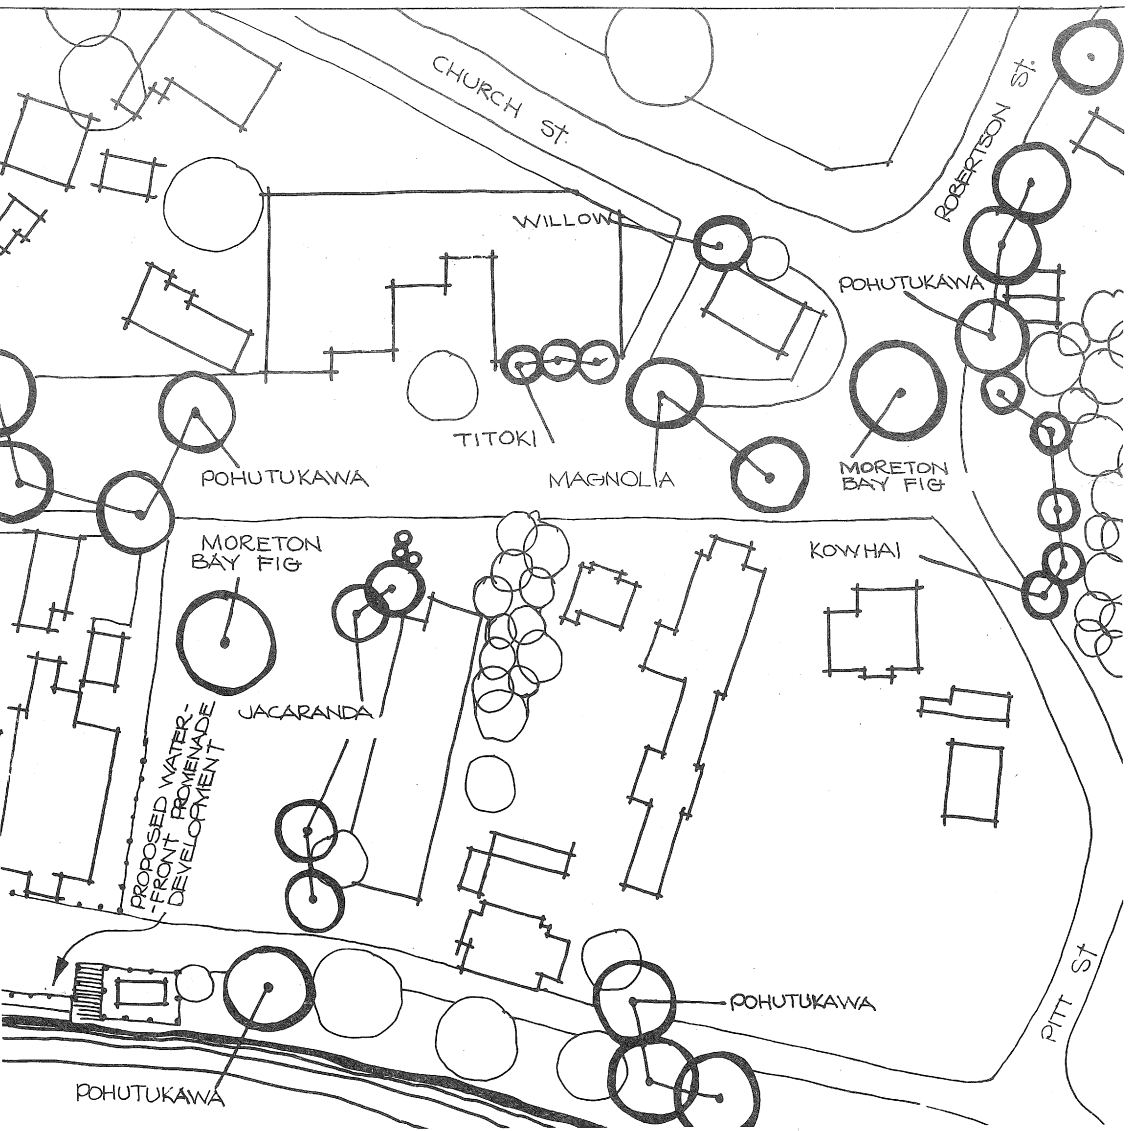 CHURCH St.
ROBERTSON St.
WILLOW
POHUTUKAWA
TITOKI
POHUTUKAWA
MAGNOLIA
MORETON
BAY FIG
MORETON
BAY FIG
KOWHAI
JACARANDA
PROPOSED WATER-
-FRONT PROMENADE
DEVELOPMENT
PITT St
POHUTUKAWA
POHUTUKAWA